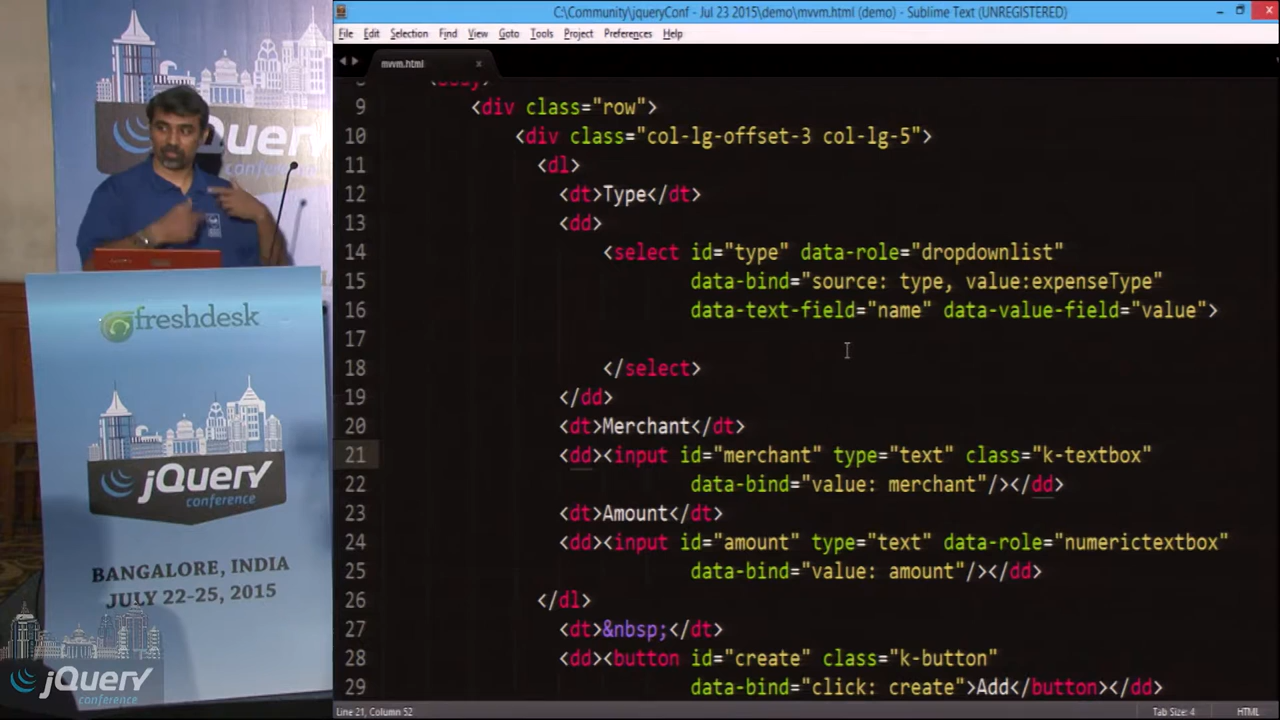 C:\Community\jqueryConf - Jul 23 2015\demo\mvvm.html (demo) - Sublime Text (UNREGISTERED)
File Edit Selection Find View Goto Tools Project Preferences Help
mvvm.html
9 <div class="row">
10 <div class="col-lg-offset-3 col-lg-5">
11 <dl>
12 <dt>Type</dt>
13 <dd>
14 <select id="type" data-role="dropdownlist"
15 data-bind="source: type, value:expenseType"
16 data-text-field="name" data-value-field="value">
17
18 </select>
19 </dd>
20 <dt>Merchant</dt>
21 <dd><input id="merchant" type="text" class="k-textbox"
22 data-bind="value: merchant"/></dd>
23 <dt>Amount</dt>
24 <dd><input id="amount" type="text" data-role="numerictextbox"
25 data-bind="value: amount"/></dd>
26 </dl>
27 <dt>&nbsp;</dt>
28 <dd><button id="create" class="k-button"
29 data-bind="click: create">Add</button></dd>
Line 21, Column 52
Tab Size: 4
HTML
freshdesk
jQuery
conference
BANGALORE, INDIA
JULY 22-25, 2015
jQuery
conference